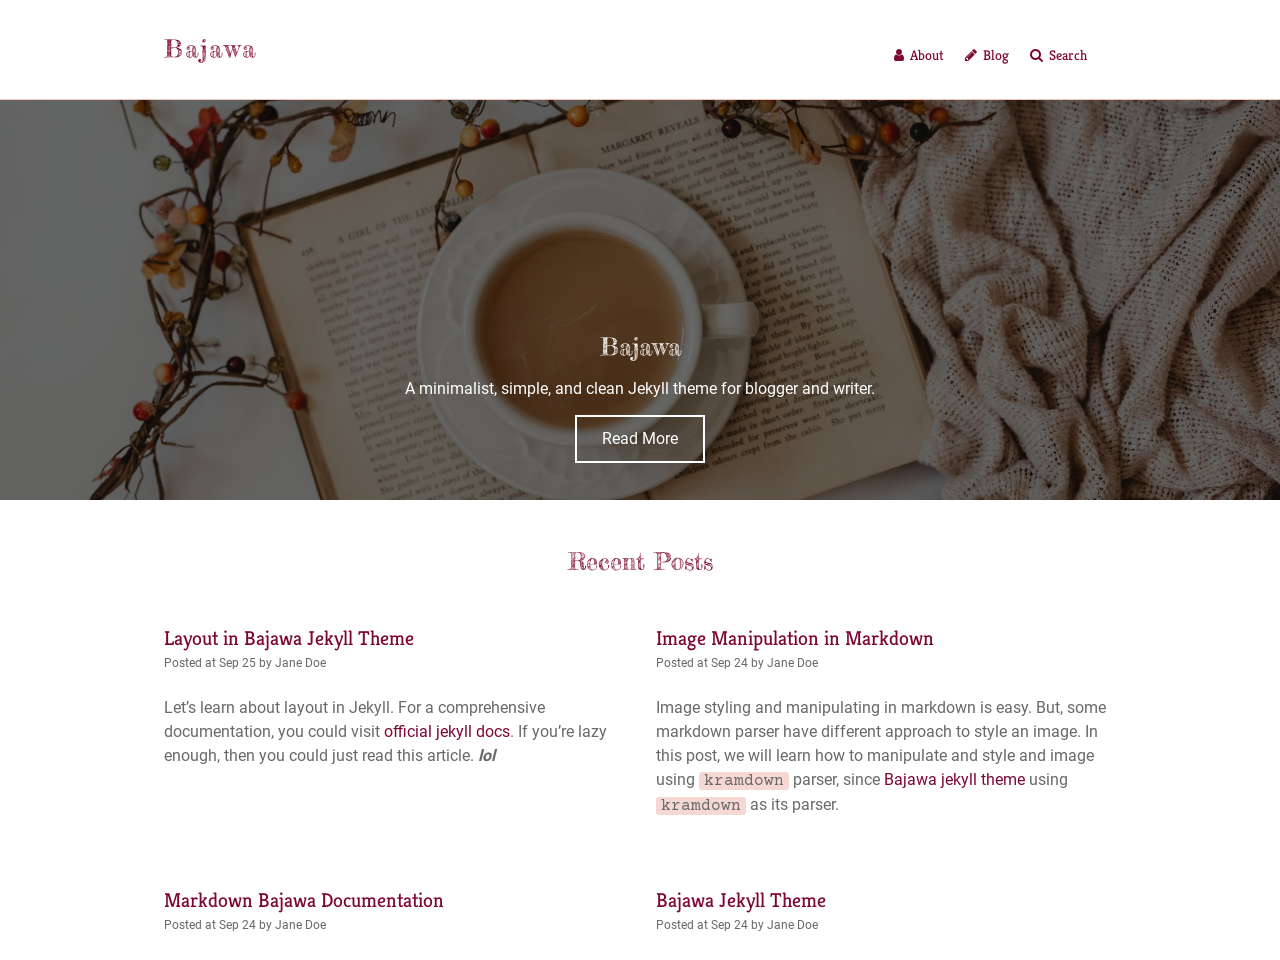 Bajawa
About
Blog
Search
MARGARET REVEALS
A GIRL OF THE LIMBERLOST
Bajawa
A minimalist, simple, and clean Jekyll theme for blogger and writer.
Read More
Recent Posts
Layout in Bajawa Jekyll Theme
Posted at Sep 25 by Jane Doe
Let’s learn about layout in Jekyll. For a comprehensive
documentation, you could visit official jekyll docs. If you’re lazy
enough, then you could just read this article. lol
Image Manipulation in Markdown
Posted at Sep 24 by Jane Doe
Image styling and manipulating in markdown is easy. But, some
markdown parser have different approach to style an image. In
this post, we will learn how to manipulate and style and image
using kramdown parser, since Bajawa jekyll theme using
kramdown as its parser.
Markdown Bajawa Documentation
Posted at Sep 24 by Jane Doe
Bajawa Jekyll Theme
Posted at Sep 24 by Jane Doe